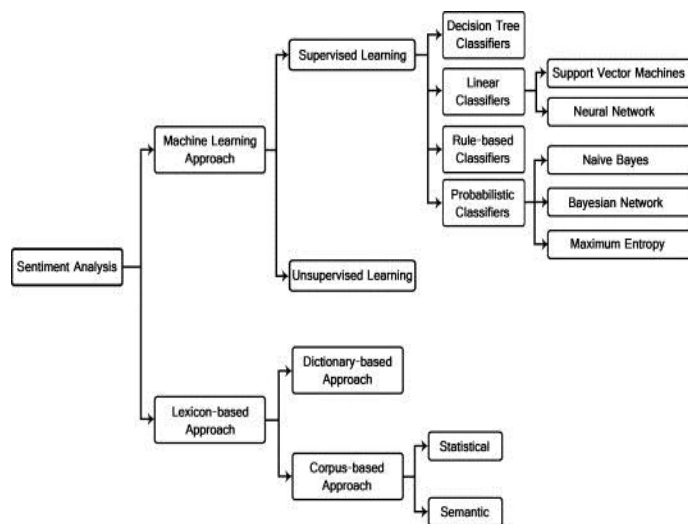 Decision Tree
Classifiers
Supervised Learning
Linear
Classifiers
Support Vector Machines
Neural Network
Machine Learning
Approach
Rule-based
Classifiers
Naive Bayes
Probabilistic
Classifiers
Bayesian Network
Maximum Entropy
Sentiment Analysis
Unsupervised Learning
Dictionary-based
Approach
Lexicon-based
Approach
Corpus-based
Approach
Statistical
Semantic